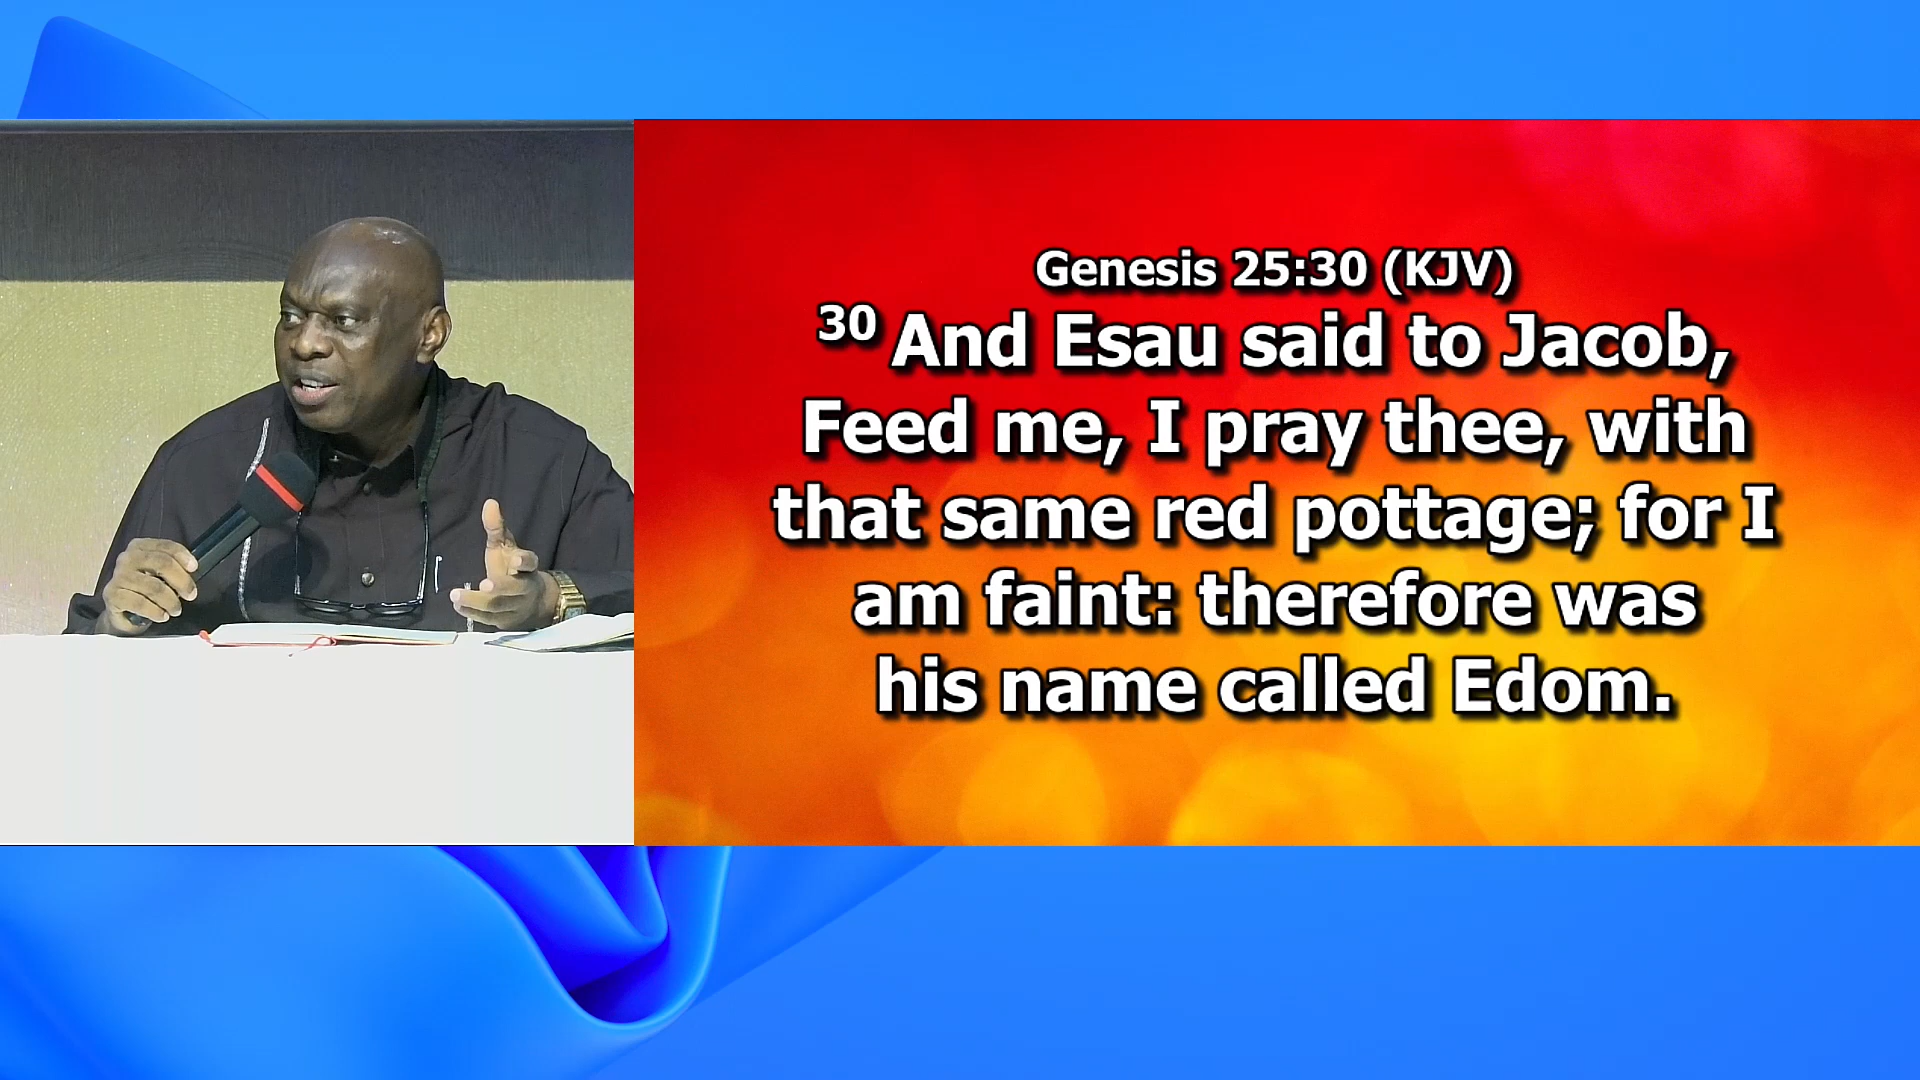 Genesis 25:30 (KJV)
30 And Esau said to Jacob,
Feed me, I pray thee, with
that same red pottage; for I
am faint: therefore was
his name called Edom.